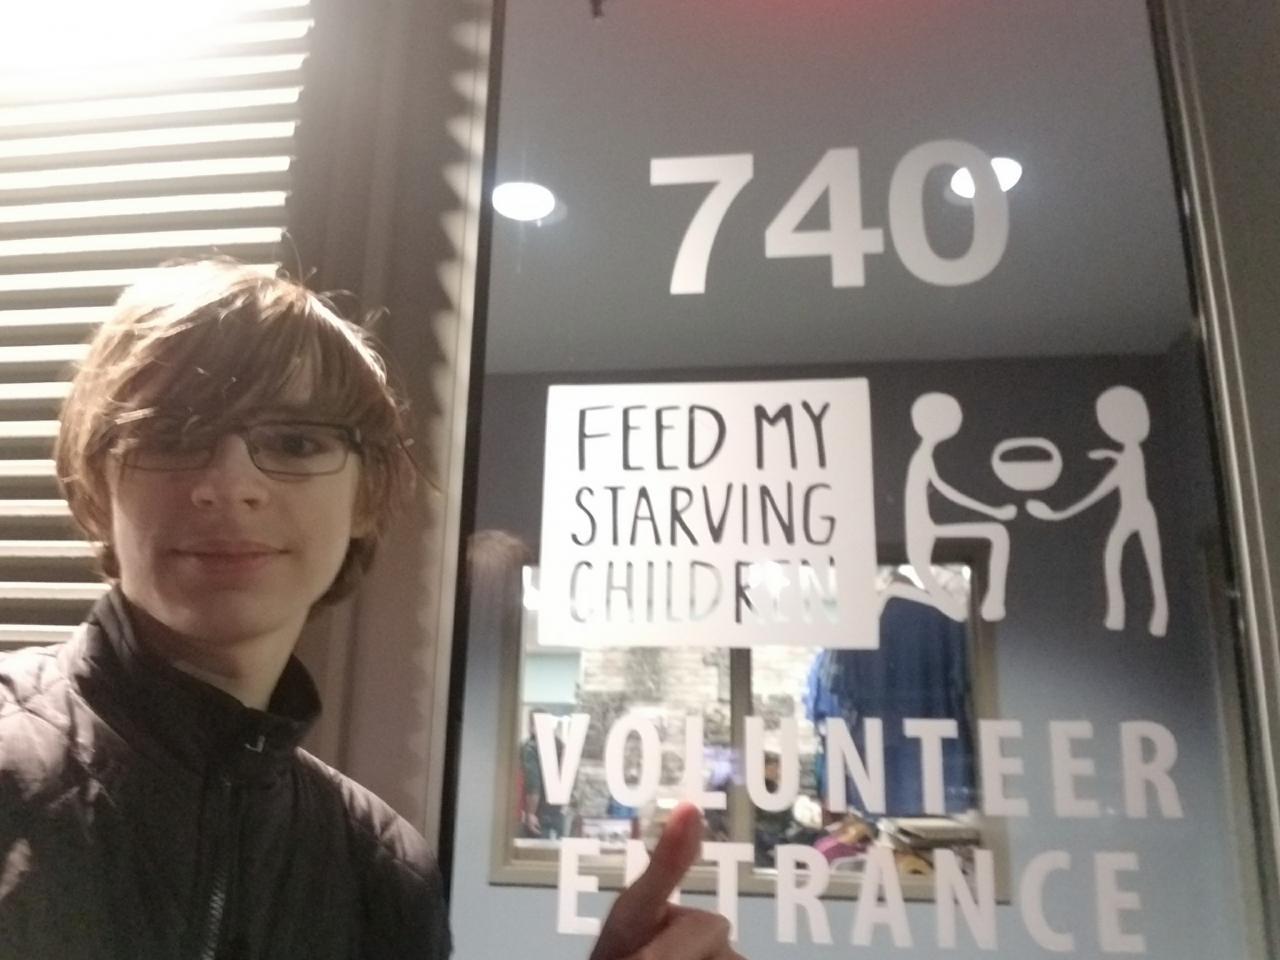 740
FEED MY
STARVING
CHILDREN
VOLUNTEER
ENTRANCE